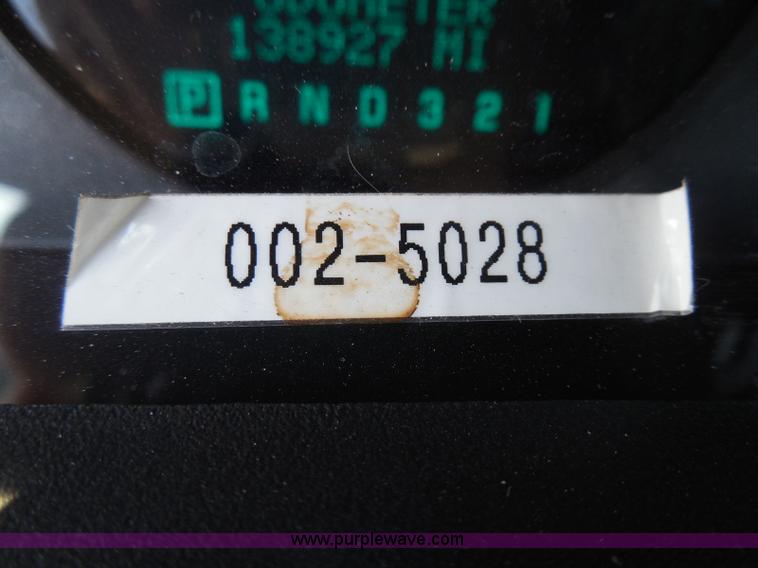 ODOMETER
138927 MI
P R N D 3 2 1
002-5028
www.purplewave.com